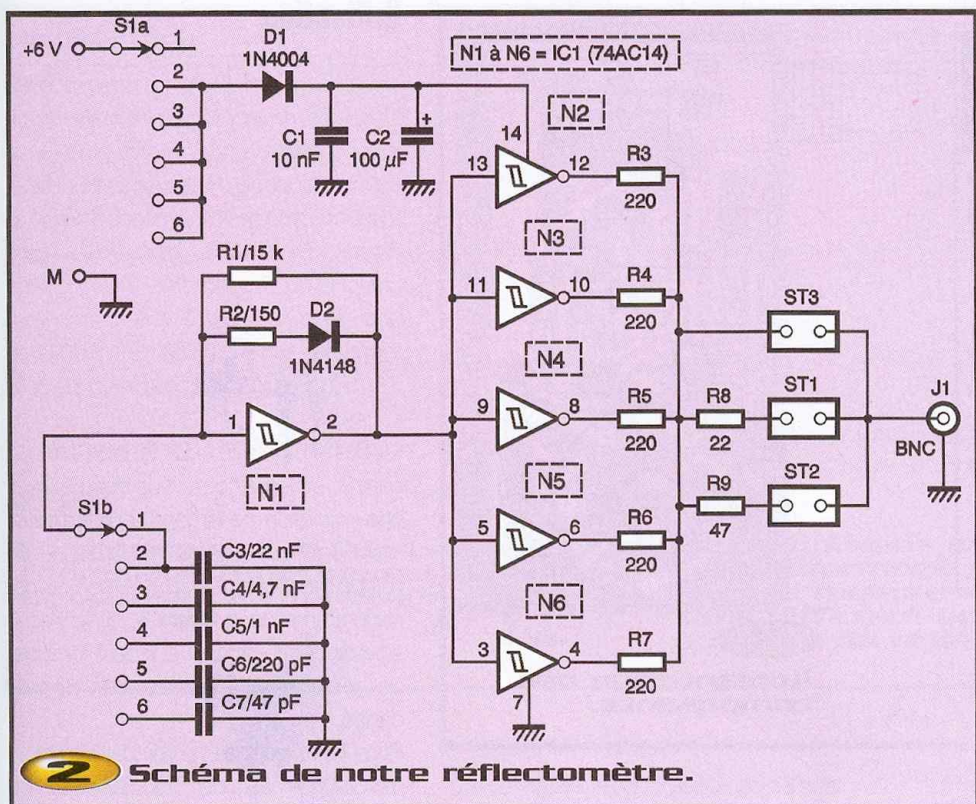 S1a
+6 V
1
2
3
4
5
6
D1
1N4004
C1
10 nF
C2
100 µF
+
N1 à N6 = IC1 (74AC14)
M
R1/15 k
R2/150
D2
1N4148
1
2
N1
S1b
1
2
3
4
5
6
C3/22 nF
C4/4,7 nF
C5/1 nF
C6/220 pF
C7/47 pF
N2
14
13
12
R3
220
N3
11
10
R4
220
N4
9
8
R5
220
N5
5
6
R6
220
N6
3
4
7
R7
220
R8
22
R9
47
ST3
ST1
ST2
J1
BNC
2 Schéma de notre réflectomètre.